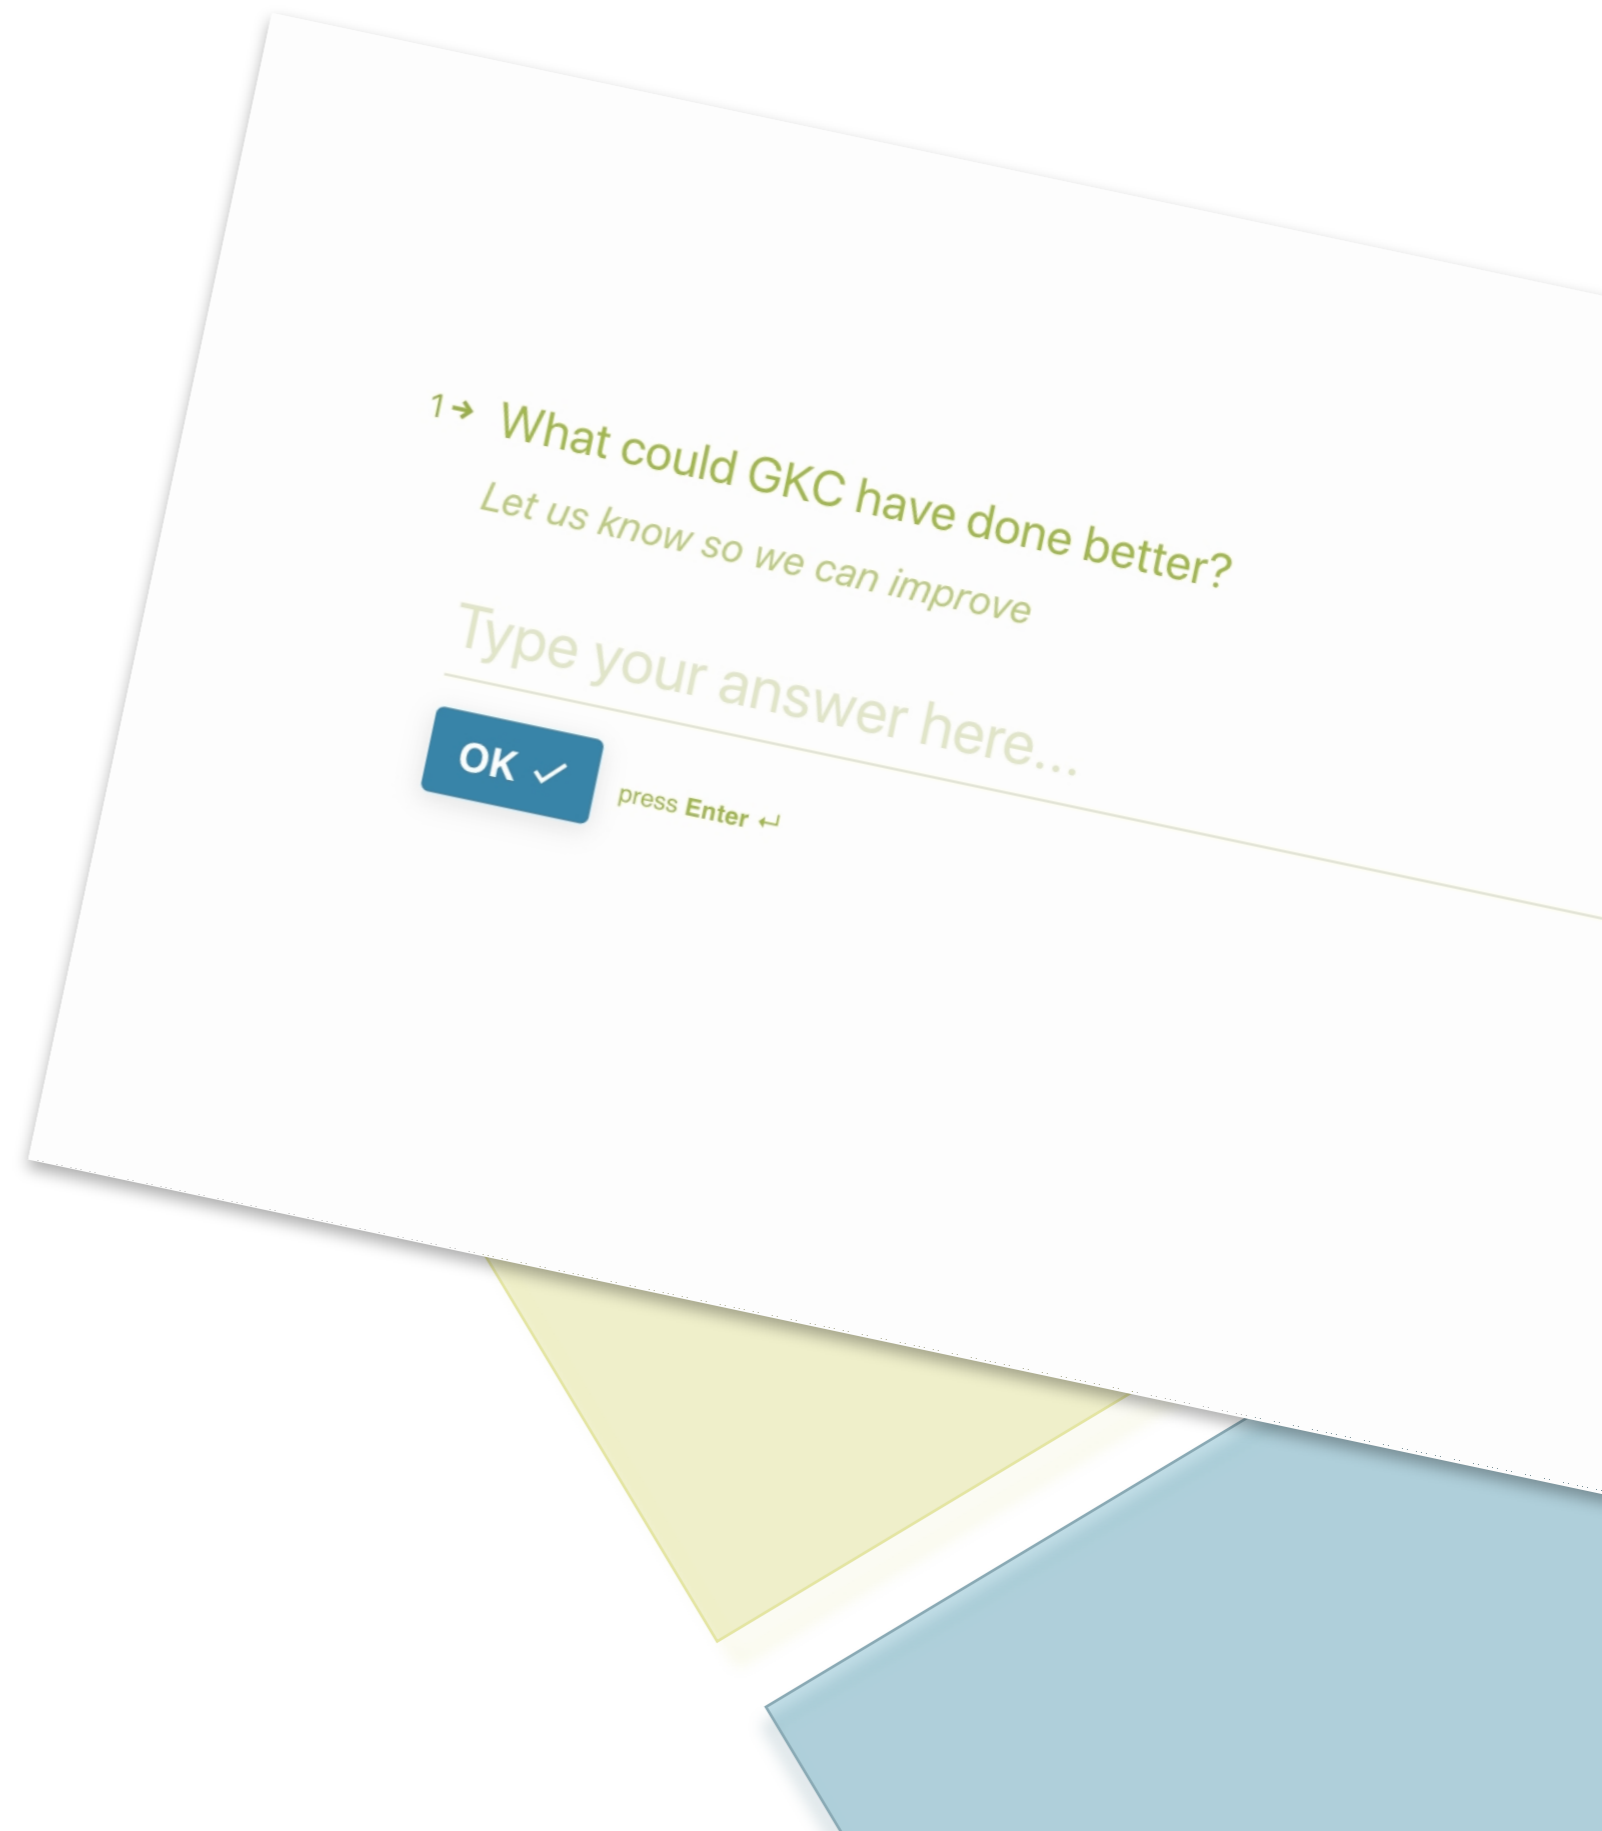 1→ What could GKC have done better?
Let us know so we can improve
Type your answer here...
OK ✓ press Enter ↵